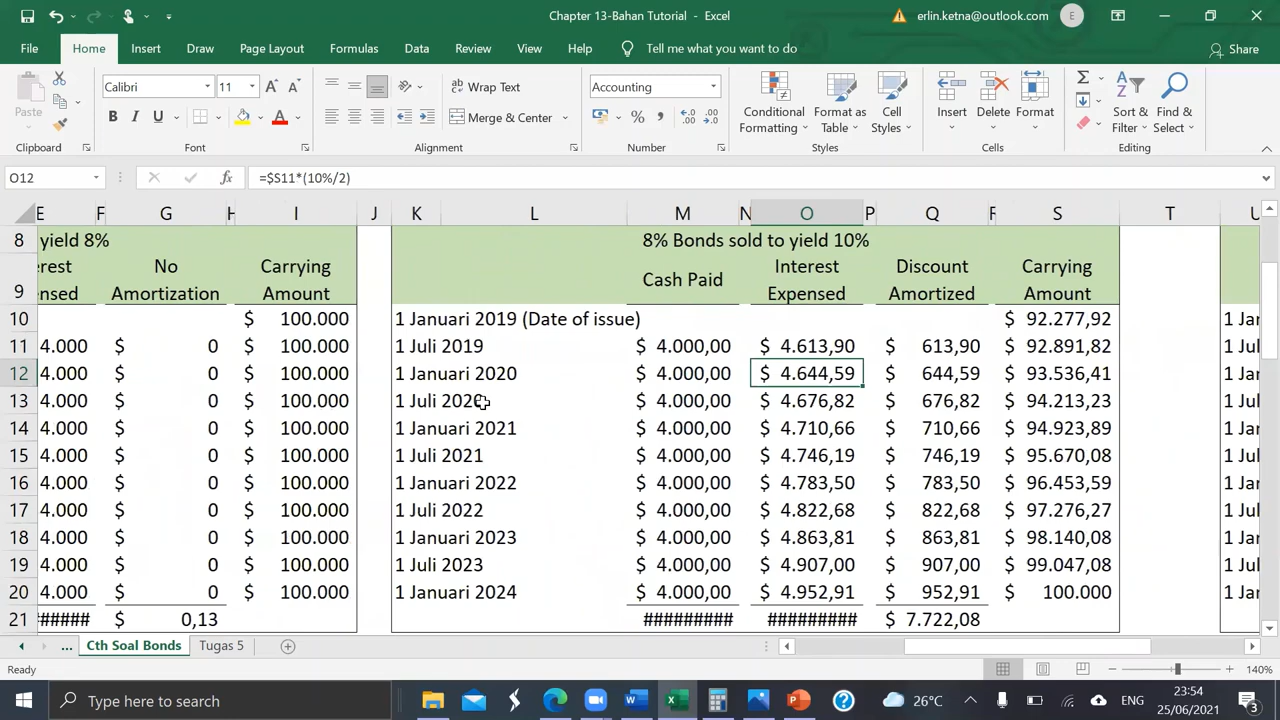 Chapter 13-Bahan Tutorial - Excel
erlin.ketna@outlook.com
E
File Home Insert Draw Page Layout Formulas Data Review View Help Tell me what you want to do Share
Paste
Calibri 11
Wrap Text
Merge & Center
Accounting
Conditional Formatting
Format as Table
Cell Styles
Insert Delete Format
Sort & Filter
Find & Select
Clipboard Font Alignment Number Styles Cells Editing
O12 fx =$S11*(10%/2)
E F G H I J K L M N O P Q R S T U
8 yield 8% 8% Bonds sold to yield 10%
9 erest ensed No Amortization Carrying Amount Cash Paid Interest Expensed Discount Amortized Carrying Amount
10 $ 100.000 1 Januari 2019 (Date of issue) $ 92.277,92 1 Jar
11 4.000 $ 0 $ 100.000 1 Juli 2019 $ 4.000,00 $ 4.613,90 $ 613,90 $ 92.891,82 1 Jul
12 4.000 $ 0 $ 100.000 1 Januari 2020 $ 4.000,00 $ 4.644,59 $ 644,59 $ 93.536,41 1 Jar
13 4.000 $ 0 $ 100.000 1 Juli 2020 $ 4.000,00 $ 4.676,82 $ 676,82 $ 94.213,23 1 Jul
14 4.000 $ 0 $ 100.000 1 Januari 2021 $ 4.000,00 $ 4.710,66 $ 710,66 $ 94.923,89 1 Jar
15 4.000 $ 0 $ 100.000 1 Juli 2021 $ 4.000,00 $ 4.746,19 $ 746,19 $ 95.670,08 1 Jul
16 4.000 $ 0 $ 100.000 1 Januari 2022 $ 4.000,00 $ 4.783,50 $ 783,50 $ 96.453,59 1 Jar
17 4.000 $ 0 $ 100.000 1 Juli 2022 $ 4.000,00 $ 4.822,68 $ 822,68 $ 97.276,27 1 Jul
18 4.000 $ 0 $ 100.000 1 Januari 2023 $ 4.000,00 $ 4.863,81 $ 863,81 $ 98.140,08 1 Jar
19 4.000 $ 0 $ 100.000 1 Juli 2023 $ 4.000,00 $ 4.907,00 $ 907,00 $ 99.047,08 1 Jul
20 4.000 $ 0 $ 100.000 1 Januari 2024 $ 4.000,00 $ 4.952,91 $ 952,91 $ 100.000 1 Jar
21 ###### $ 0,13 ######### ######### $ 7.722,08
... Cth Soal Bonds Tugas 5
Ready 140%
Type here to search 26°C ENG 23:54
25/06/2021 3